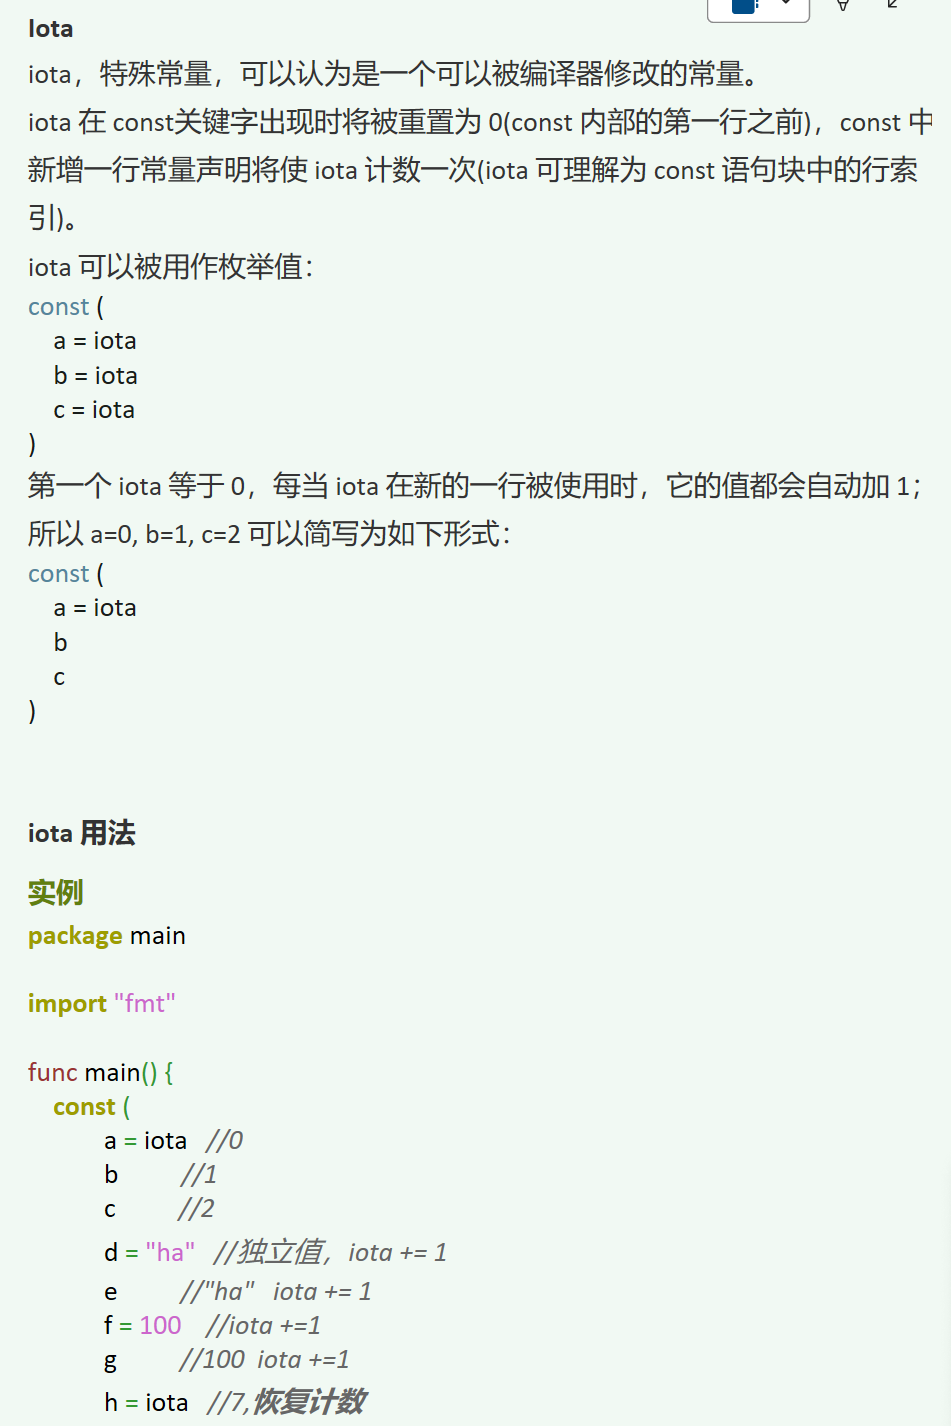 Iota
iota，特殊常量，可以认为是一个可以被编译器修改的常量。
iota 在 const关键字出现时将被重置为 0(const 内部的第一行之前)，const 中
新增一行常量声明将使 iota 计数一次(iota 可理解为 const 语句块中的行索
引)。
iota 可以被用作枚举值：
const (
    a = iota
    b = iota
    c = iota
)
第一个 iota 等于 0，每当 iota 在新的一行被使用时，它的值都会自动加 1；
所以 a=0, b=1, c=2 可以简写为如下形式：
const (
    a = iota
    b
    c
)
iota 用法
实例
package main
import "fmt"
func main() {
    const (
            a = iota   //0
            b          //1
            c          //2
            d = "ha"   //独立值，iota += 1
            e          //"ha"   iota += 1
            f = 100    //iota +=1
            g          //100  iota +=1
            h = iota   //7,恢复计数